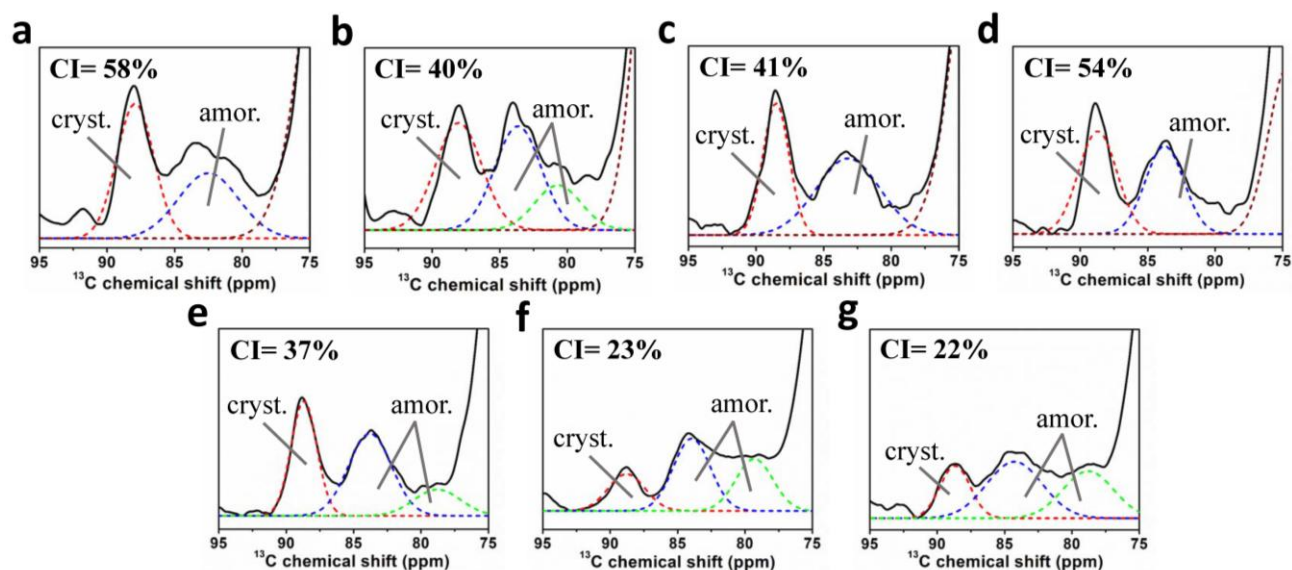 a
CI= 58%
cryst.
amor.
95 90 85 80 75
¹³C chemical shift (ppm)
b
CI= 40%
cryst.
amor.
95 90 85 80 75
¹³C chemical shift (ppm)
c
CI= 41%
cryst.
amor.
95 90 85 80 75
¹³C chemical shift (ppm)
d
CI= 54%
cryst.
amor.
95 90 85 80 75
¹³C chemical shift (ppm)
e
CI= 37%
cryst.
amor.
95 90 85 80 75
¹³C chemical shift (ppm)
f
CI= 23%
cryst.
amor.
95 90 85 80 75
¹³C chemical shift (ppm)
g
CI= 22%
cryst.
amor.
95 90 85 80 75
¹³C chemical shift (ppm)